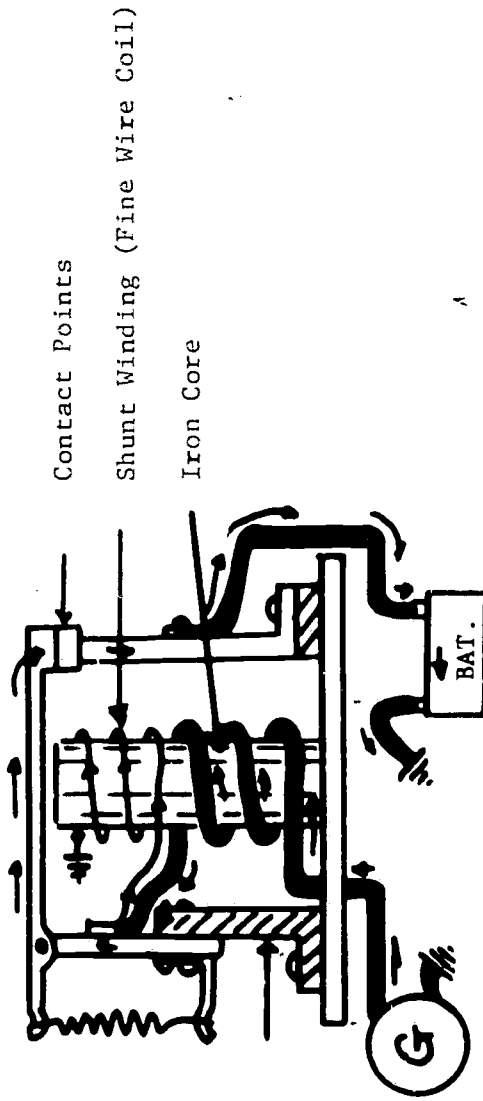 Contact Points
Shunt Winding (Fine Wire Coil)
Iron Core
BAT.
G